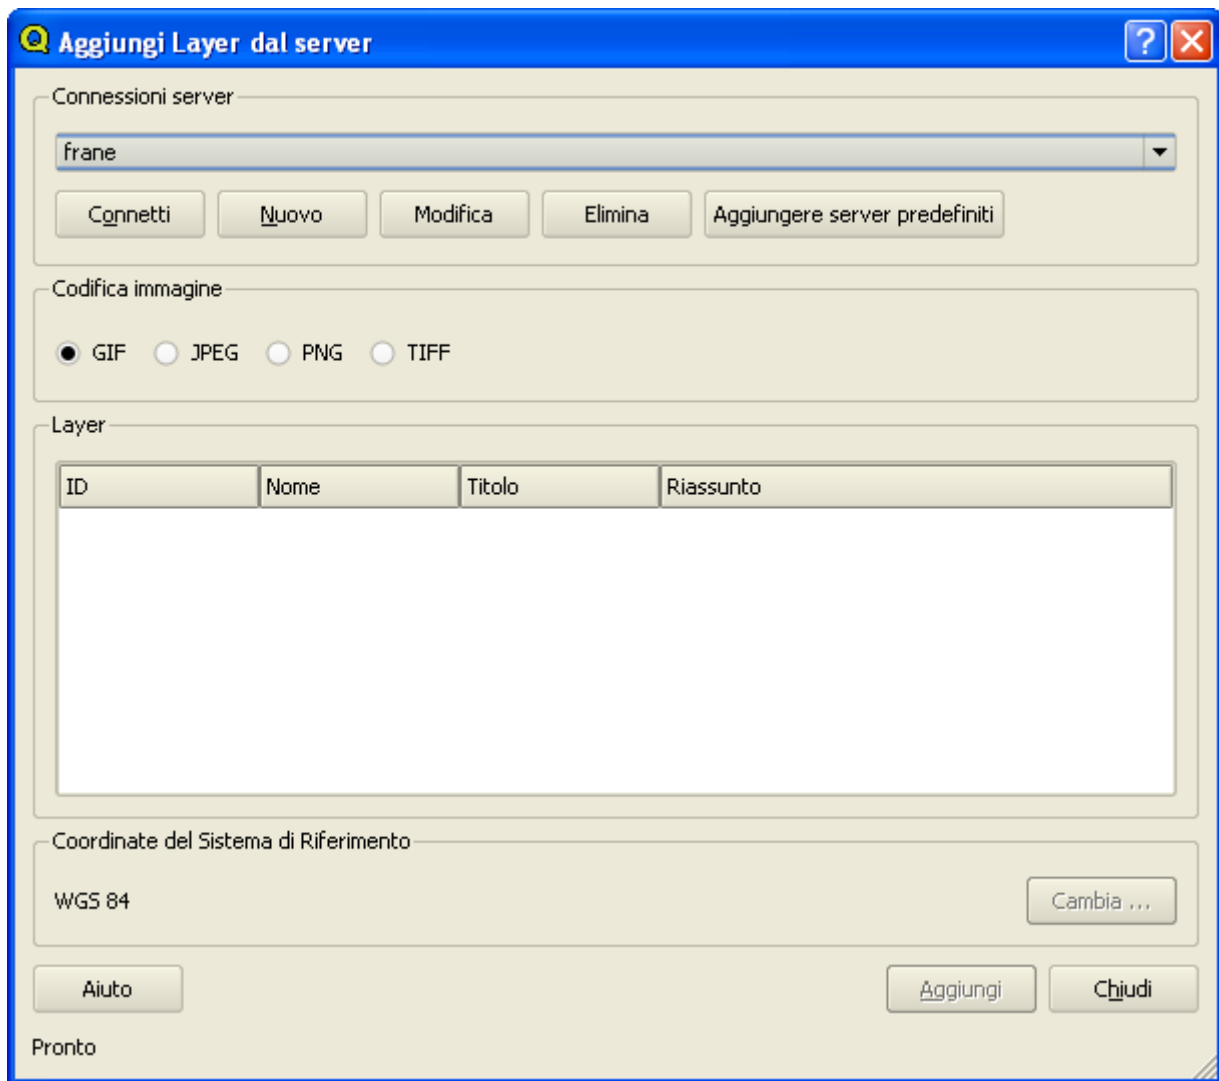 Aggiungi Layer dal server
Connessioni server
frane
Connetti Nuovo Modifica Elimina Aggiungere server predefiniti
Codifica immagine
GIF JPEG PNG TIFF
Layer
ID Nome Titolo Riassunto
Coordinate del Sistema di Riferimento
WGS 84 Cambia ...
Aiuto Aggiungi Chiudi
Pronto